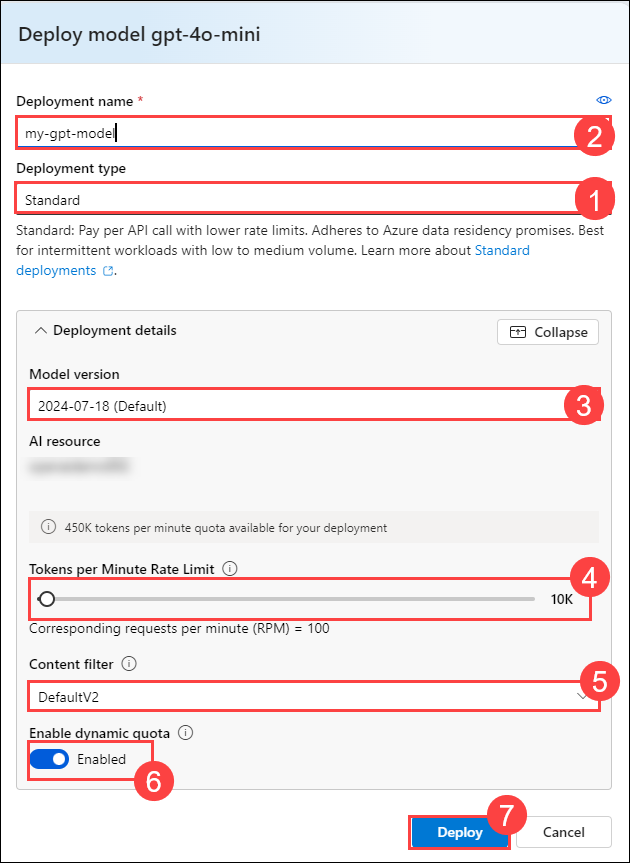 Deploy model gpt-4o-mini
Deployment name *
my-gpt-model
2
Deployment type
Standard
1
Standard: Pay per API call with lower rate limits. Adheres to Azure data residency promises. Best
for intermittent workloads with low to medium volume. Learn more about Standard
deployments.
Deployment details
Collapse
Model version
2024-07-18 (Default)
3
AI resource
450K tokens per minute quota available for your deployment
Tokens per Minute Rate Limit
4
10K
Corresponding requests per minute (RPM) = 100
Content filter
5
DefaultV2
Enable dynamic quota
Enabled
6
7
Deploy
Cancel